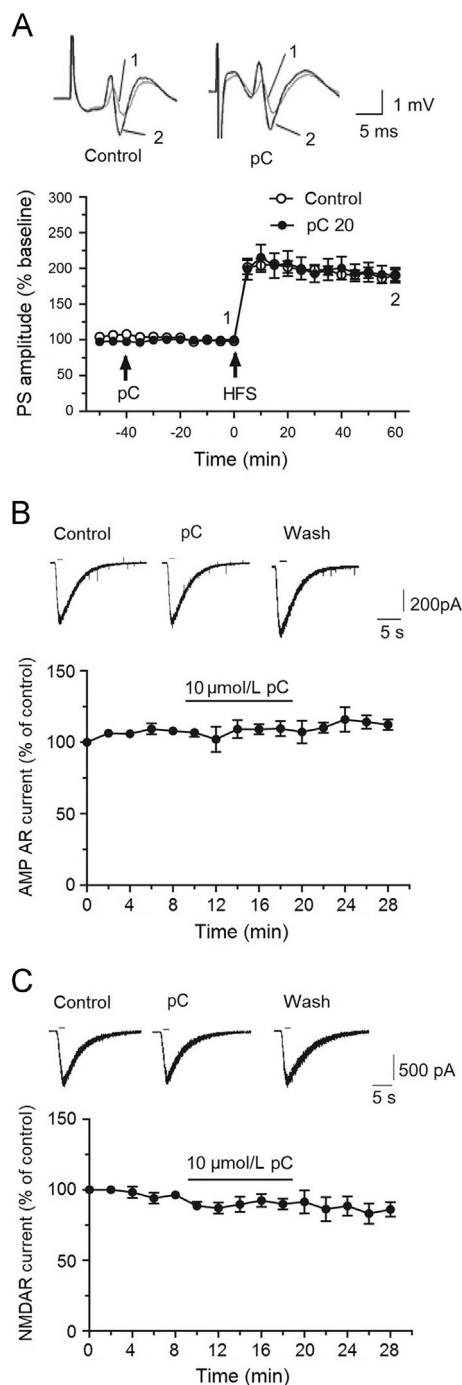 A
1
2
1
2
Control
pC
1 mV
5 ms
PS amplitude (% baseline)
300
250
200
150
100
50
0
Control
pC 20
1
2
pC
HFS
-40 -20 0 20 40 60
Time (min)
B
Control pC Wash
200pA
5 s
AMP AR current (% of control)
150
100
50
0
10 µmol/L pC
0 4 8 12 16 20 24 28
Time (min)
C
Control pC Wash
500 pA
5 s
NMDAR current (% of control)
150
100
50
0
10 µmol/L pC
0 4 8 12 16 20 24 28
Time (min)